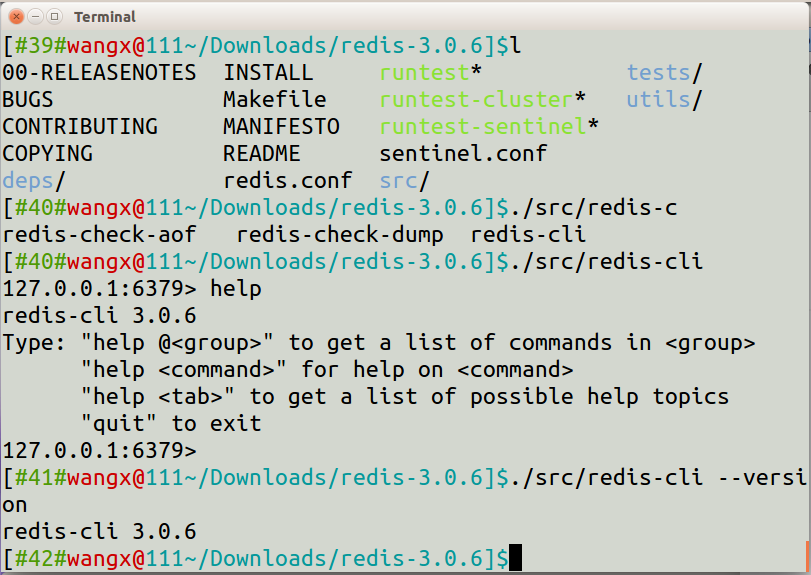 Terminal
[#39#wangx@111~/Downloads/redis-3.0.6]$l
00-RELEASENOTES  INSTALL     runtest*           tests/
BUGS             Makefile    runtest-cluster*   utils/
CONTRIBUTING     MANIFESTO   runtest-sentinel*
COPYING          README      sentinel.conf
deps/            redis.conf  src/
[#40#wangx@111~/Downloads/redis-3.0.6]$./src/redis-c
redis-check-aof   redis-check-dump  redis-cli
[#40#wangx@111~/Downloads/redis-3.0.6]$./src/redis-cli
127.0.0.1:6379> help
redis-cli 3.0.6
Type: "help @<group>" to get a list of commands in <group>
      "help <command>" for help on <command>
      "help <tab>" to get a list of possible help topics
      "quit" to exit
127.0.0.1:6379>
[#41#wangx@111~/Downloads/redis-3.0.6]$./src/redis-cli --versi
on
redis-cli 3.0.6
[#42#wangx@111~/Downloads/redis-3.0.6]$